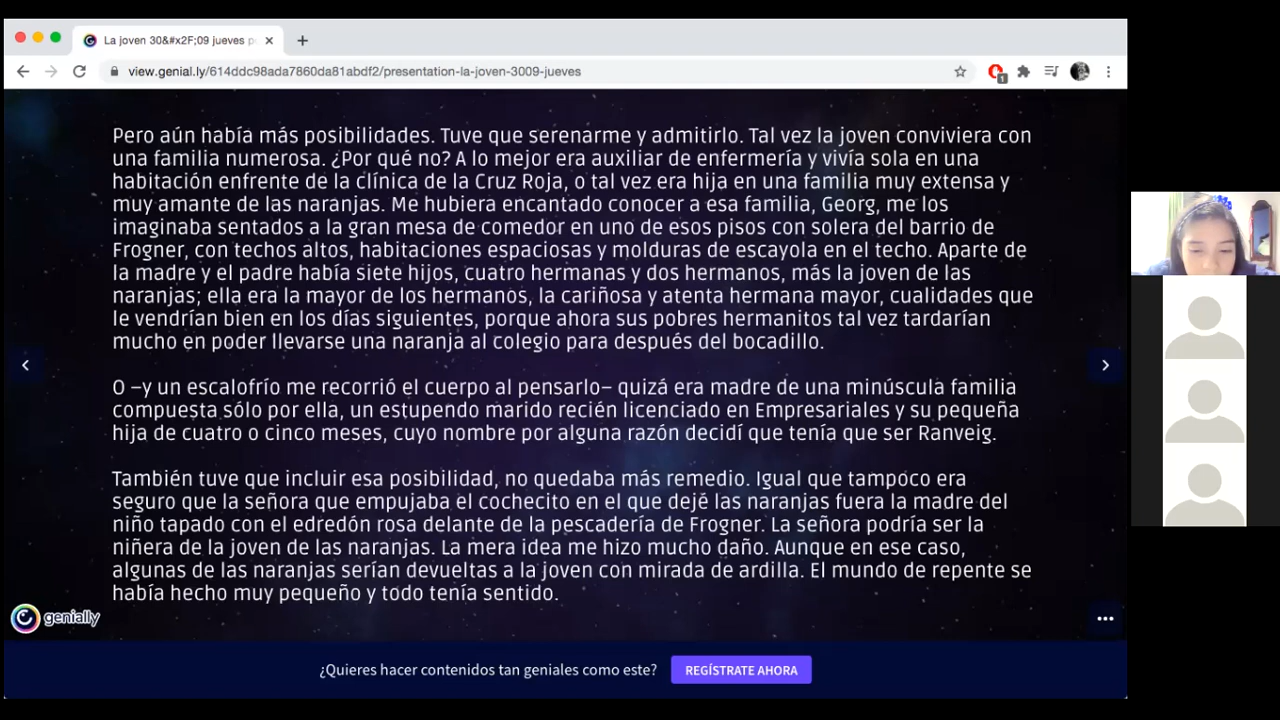 La joven 30&#x2F;09 jueves p
view.genial.ly/614ddc98ada7860da81abdf2/presentation-la-joven-3009-jueves
1
Pero aún había más posibilidades. Tuve que serenarme y admitirlo. Tal vez la joven conviviera con
una familia numerosa. ¿Por qué no? A lo mejor era auxiliar de enfermería y vivía sola en una
habitación enfrente de la clínica de la Cruz Roja, o tal vez era hija en una familia muy extensa y
muy amante de las naranjas. Me hubiera encantado conocer a esa familia, Georg, me los
imaginaba sentados a la gran mesa de comedor en uno de esos pisos con solera del barrio de
Frogner, con techos altos, habitaciones espaciosas y molduras de escayola en el techo. Aparte de
la madre y el padre había siete hijos, cuatro hermanas y dos hermanos, más la joven de las
naranjas; ella era la mayor de los hermanos, la cariñosa y atenta hermana mayor, cualidades que
le vendrían bien en los días siguientes, porque ahora sus pobres hermanitos tal vez tardarían
mucho en poder llevarse una naranja al colegio para después del bocadillo.
O –y un escalofrío me recorrió el cuerpo al pensarlo– quizá era madre de una minúscula familia
compuesta sólo por ella, un estupendo marido recién licenciado en Empresariales y su pequeña
hija de cuatro o cinco meses, cuyo nombre por alguna razón decidí que tenía que ser Ranveig.
También tuve que incluir esa posibilidad, no quedaba más remedio. Igual que tampoco era
seguro que la señora que empujaba el cochecito en el que dejé las naranjas fuera la madre del
niño tapado con el edredón rosa delante de la pescadería de Frogner. La señora podría ser la
niñera de la joven de las naranjas. La mera idea me hizo mucho daño. Aunque en ese caso,
algunas de las naranjas serían devueltas a la joven con mirada de ardilla. El mundo de repente se
había hecho muy pequeño y todo tenía sentido.
genially
¿Quieres hacer contenidos tan geniales como este?
REGÍSTRATE AHORA